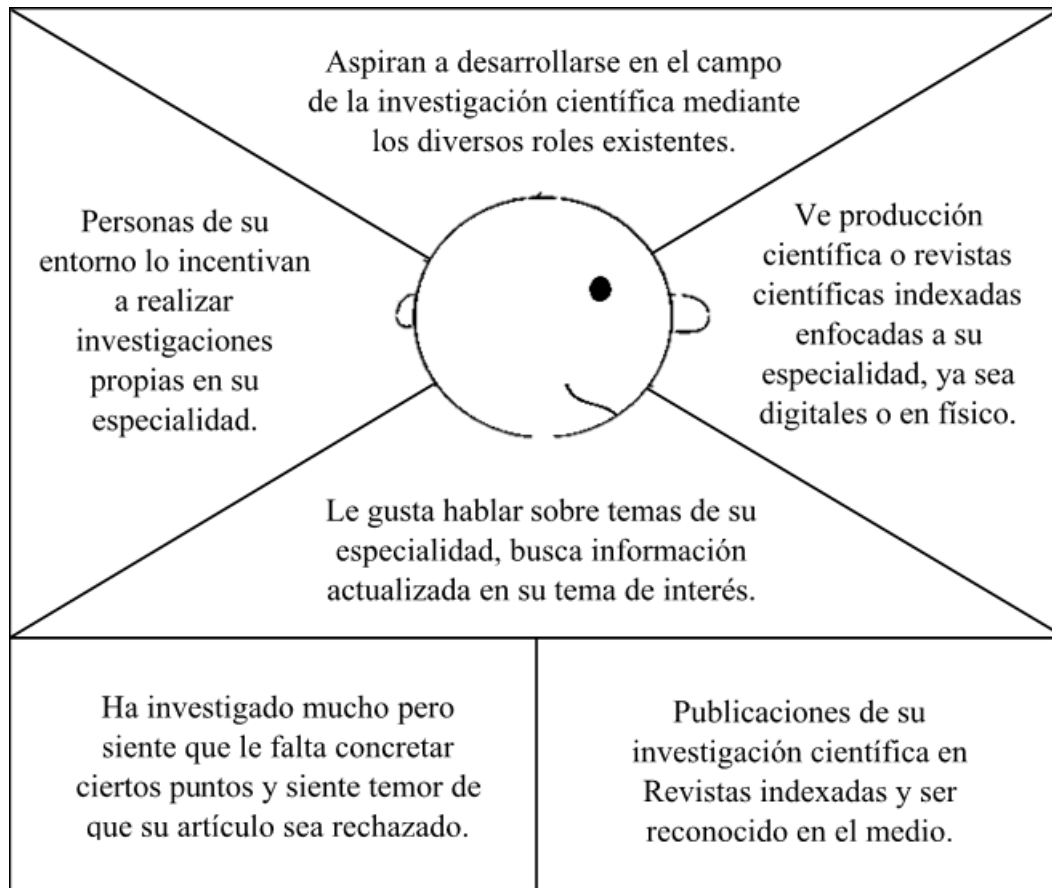 Aspiran a desarrollarse en el campo
de la investigación científica mediante
los diversos roles existentes.
Personas de su
entorno lo incentivan
a realizar
investigaciones
propias en su
especialidad.
Ve producción
científica o revistas
científicas indexadas
enfocadas a su
especialidad, ya sea
digitales o en físico.
Le gusta hablar sobre temas de su
especialidad, busca información
actualizada en su tema de interés.
Ha investigado mucho pero
siente que le falta concretar
ciertos puntos y siente temor de
que su artículo sea rechazado.
Publicaciones de su
investigación científica en
Revistas indexadas y ser
reconocido en el medio.